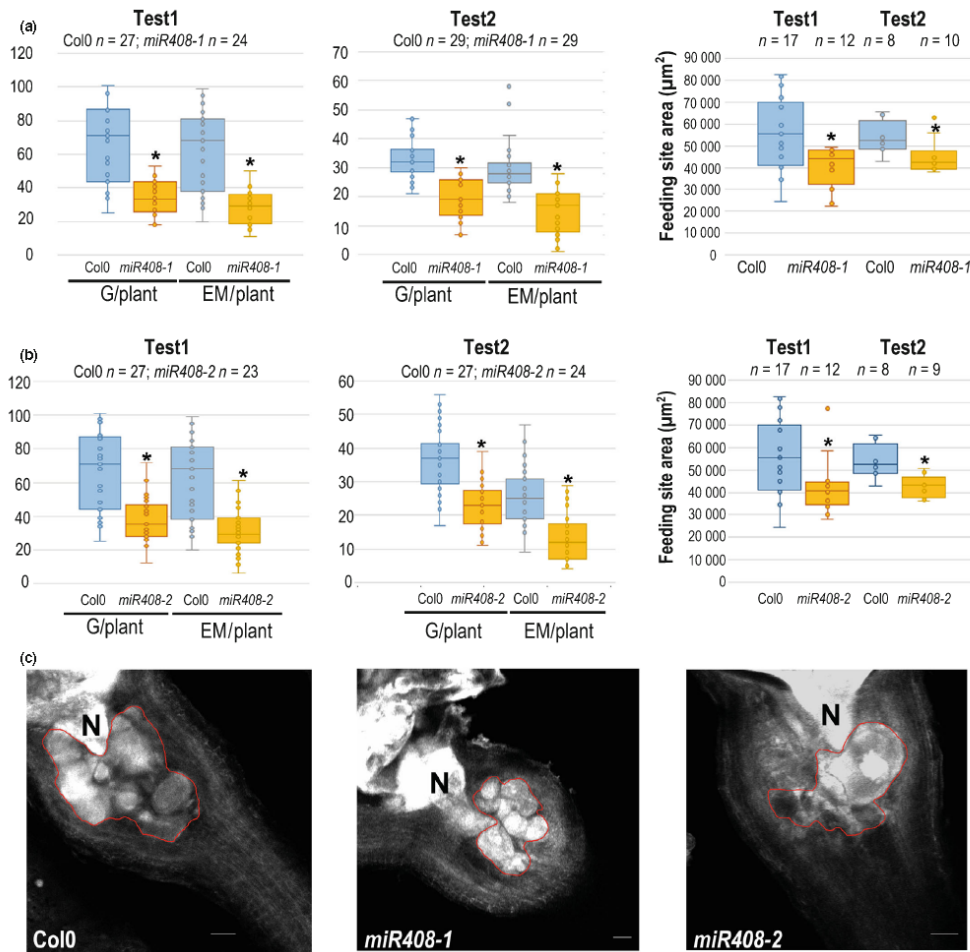 (a)
Test1
Col0 n = 27; miR408-1 n = 24
120
100
80
60
40
20
0
Col0 miR408-1 Col0 miR408-1
G/plant EM/plant
Test2
Col0 n = 29; miR408-1 n = 29
70
60
50
40
30
20
10
0
Col0 miR408-1 Col0 miR408-1
G/plant EM/plant
Test1 Test2
n = 17 n = 12 n = 8 n = 10
Feeding site area (µm²)
90 000
80 000
70 000
60 000
50 000
40 000
30 000
20 000
10 000
0
* * * * * *
Col0 miR408-1 Col0 miR408-1
(b)
Test1
Col0 n = 27; miR408-2 n = 23
120
100
80
60
40
20
0
Col0 miR408-2 Col0 miR408-2
G/plant EM/plant
Test2
Col0 n = 27; miR408-2 n = 24
60
50
40
30
20
10
0
Col0 miR408-2 Col0 miR408-2
G/plant EM/plant
Test1 Test2
n = 17 n = 12 n = 8 n = 9
Feeding site area (µm²)
90 000
80 000
70 000
60 000
50 000
40 000
30 000
20 000
10 000
0
* * * * * *
Col0 miR408-2 Col0 miR408-2
(c)
N
Col0
N
miR408-1
N
miR408-2